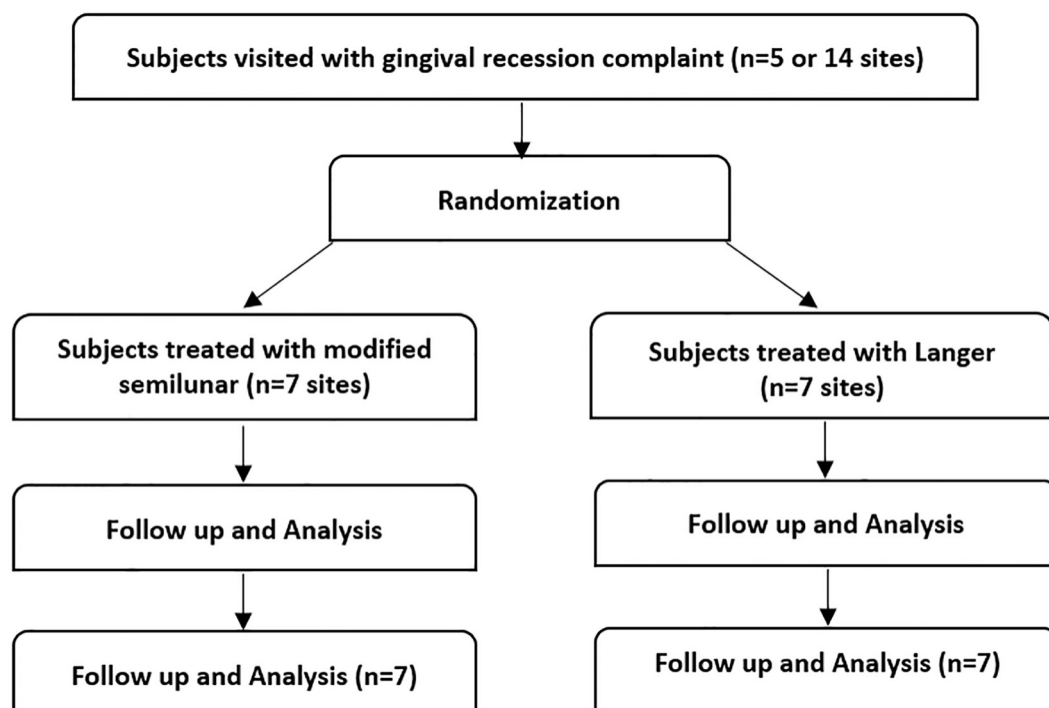 Subjects visited with gingival recession complaint (n=5 or 14 sites)
Randomization
Subjects treated with modified
semilunar (n=7 sites)
Subjects treated with Langer
(n=7 sites)
Follow up and Analysis
Follow up and Analysis
Follow up and Analysis (n=7)
Follow up and Analysis (n=7)